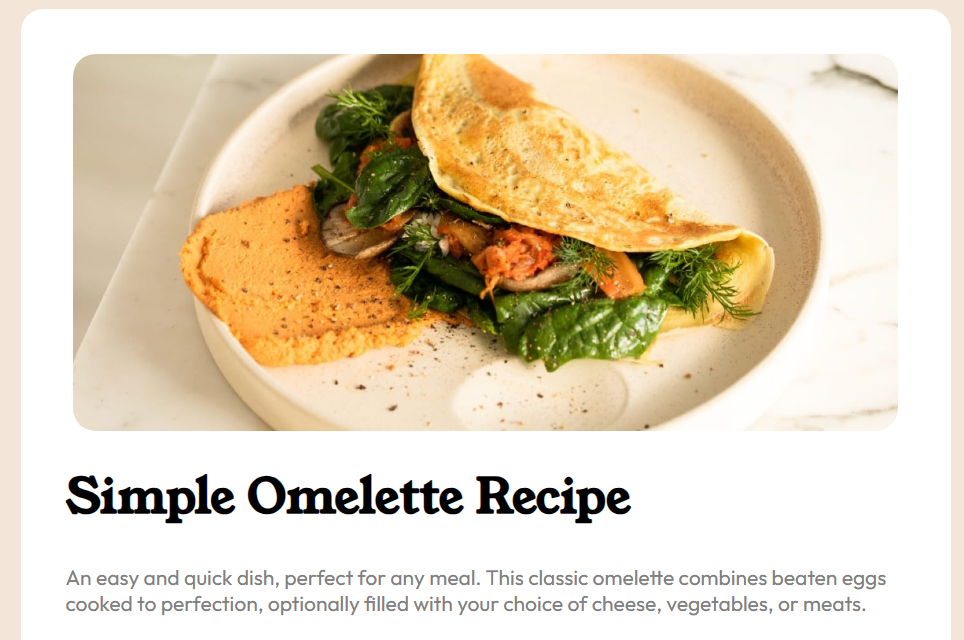 Simple Omelette Recipe
An easy and quick dish, perfect for any meal. This classic omelette combines beaten eggs
cooked to perfection, optionally filled with your choice of cheese, vegetables, or meats.